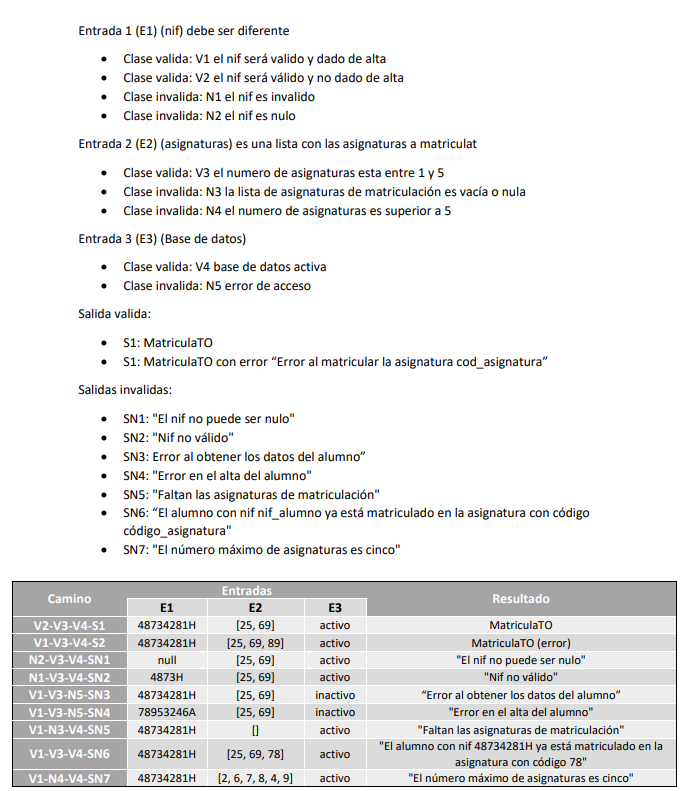 Entrada 1 (E1) (nif) debe ser diferente
• Clase valida: V1 el nif será valido y dado de alta
• Clase valida: V2 el nif será válido y no dado de alta
• Clase invalida: N1 el nif es invalido
• Clase invalida: N2 el nif es nulo
Entrada 2 (E2) (asignaturas) es una lista con las asignaturas a matriculat
• Clase valida: V3 el numero de asignaturas esta entre 1 y 5
• Clase invalida: N3 la lista de asignaturas de matriculación es vacía o nula
• Clase invalida: N4 el numero de asignaturas es superior a 5
Entrada 3 (E3) (Base de datos)
• Clase valida: V4 base de datos activa
• Clase invalida: N5 error de acceso
Salida valida:
• S1: MatriculaTO
• S1: MatriculaTO con error “Error al matricular la asignatura cod_asignatura”
Salidas invalidas:
• SN1: "El nif no puede ser nulo"
• SN2: "Nif no válido"
• SN3: Error al obtener los datos del alumno”
• SN4: "Error en el alta del alumno"
• SN5: "Faltan las asignaturas de matriculación"
• SN6: “El alumno con nif nif_alumno ya está matriculado en la asignatura con código
código_asignatura"
• SN7: "El número máximo de asignaturas es cinco"
Camino Entradas Resultado
E1 E2 E3
V2-V3-V4-S1 48734281H [25, 69] activo MatriculaTO
V1-V3-V4-S2 48734281H [25, 69, 89] activo MatriculaTO (error)
N2-V3-V4-SN1 null [25, 69] activo "El nif no puede ser nulo"
N1-V3-V4-SN2 4873H [25, 69] activo "Nif no válido"
V1-V3-N5-SN3 48734281H [25, 69] inactivo “Error al obtener los datos del alumno”
V1-V3-N5-SN4 78953246A [25, 69] inactivo "Error en el alta del alumno"
V1-N3-V4-SN5 48734281H [] activo "Faltan las asignaturas de matriculación"
V1-V3-V4-SN6 48734281H [25, 69, 78] activo "El alumno con nif 48734281H ya está matriculado en la
asignatura con código 78"
V1-N4-V4-SN7 48734281H [2, 6, 7, 8, 4, 9] activo "El número máximo de asignaturas es cinco"